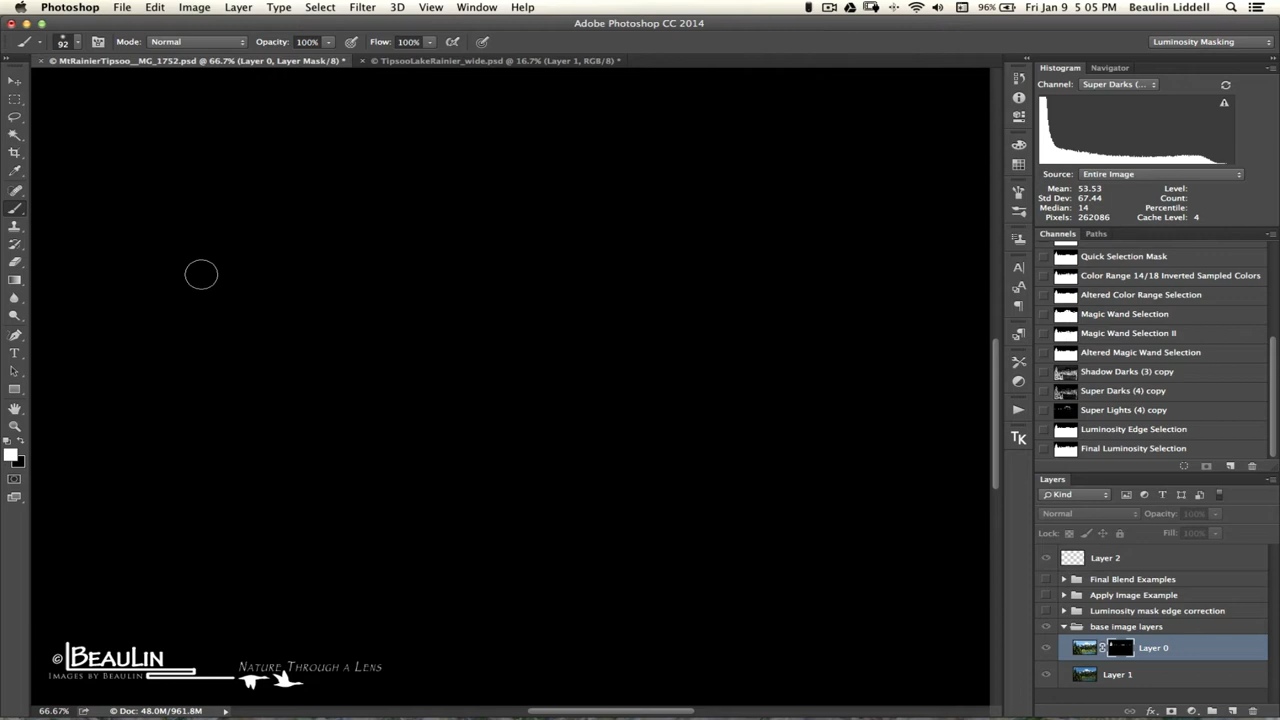 Photoshop File Edit Image Layer Type Select Filter 3D View Window Help 96% Fri Jan 9 5:05 PM Beaulin Liddell
Adobe Photoshop CC 2014
92 Mode: Normal Opacity: 100% Flow: 100% Luminosity Masking
MtRainierTipsoo__MG_1752.psd @ 66.7% (Layer 0, Layer Mask/8) * TipsooLakeRainier_wide.psd @ 16.7% (Layer 1, RGB/8) *
Histogram Navigator
Channel: Super Darks (...
Source: Entire Image
Mean: 53.53 Level:
Std Dev: 67.44 Count:
Median: 14 Percentile:
Pixels: 262086 Cache Level: 4
Channels Paths
Quick Selection Mask
Color Range 14/18 Inverted Sampled Colors
Altered Color Range Selection
Magic Wand Selection
Magic Wand Selection II
Altered Magic Wand Selection
Shadow Darks (3) copy
Super Darks (4) copy
Super Lights (4) copy
Luminosity Edge Selection
Final Luminosity Selection
TK
Layers
Kind
Normal Opacity: 100%
Lock: Fill: 100%
Layer 2
Final Blend Examples
Apply Image Example
Luminosity mask edge correction
base image layers
Layer 0
Layer 1
© BEAULIN
IMAGES BY BEAULIN
NATURE THROUGH A LENS
66.67% Doc: 48.0M/961.8M